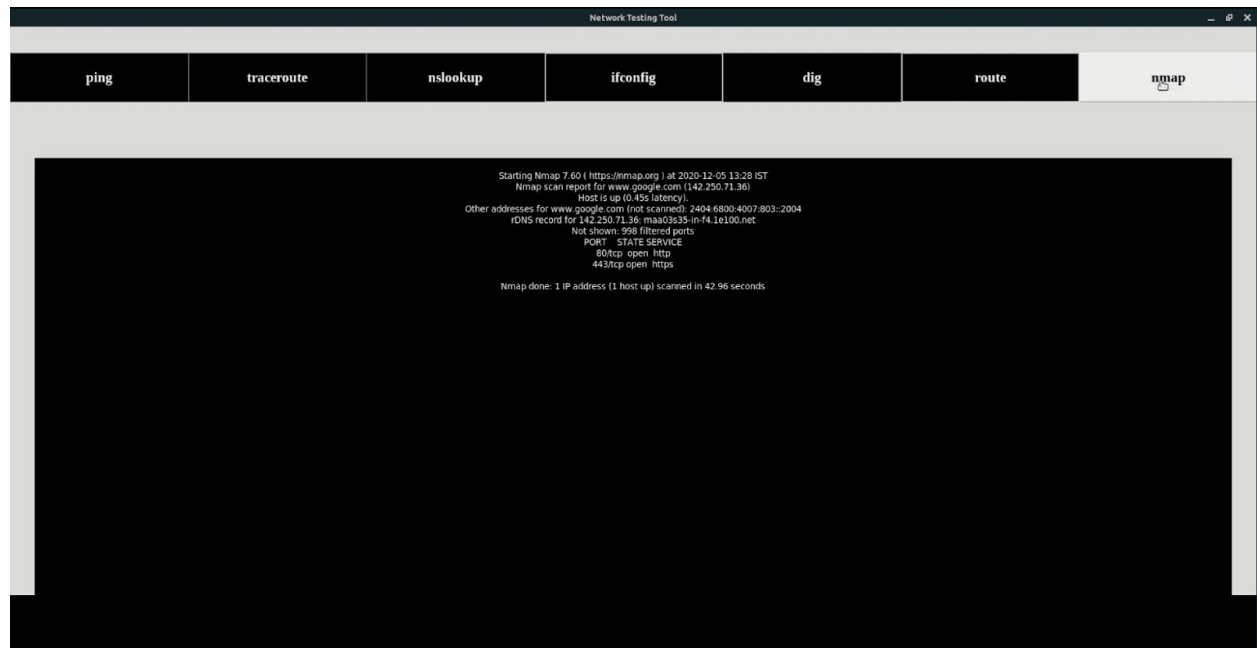 Network Testing Tool
ping traceroute nslookup ifconfig dig route nmap
Starting Nmap 7.60 ( https://nmap.org ) at 2020-12-05 13:28 IST
Nmap scan report for www.google.com (142.250.71.36)
Host is up (0.45s latency).
Other addresses for www.google.com (not scanned): 2404:6800:4007:803::2004
rDNS record for 142.250.71.36: maa03s35-in-f4.1e100.net
Not shown: 998 filtered ports
PORT STATE SERVICE
80/tcp open http
443/tcp open https
Nmap done: 1 IP address (1 host up) scanned in 42.96 seconds